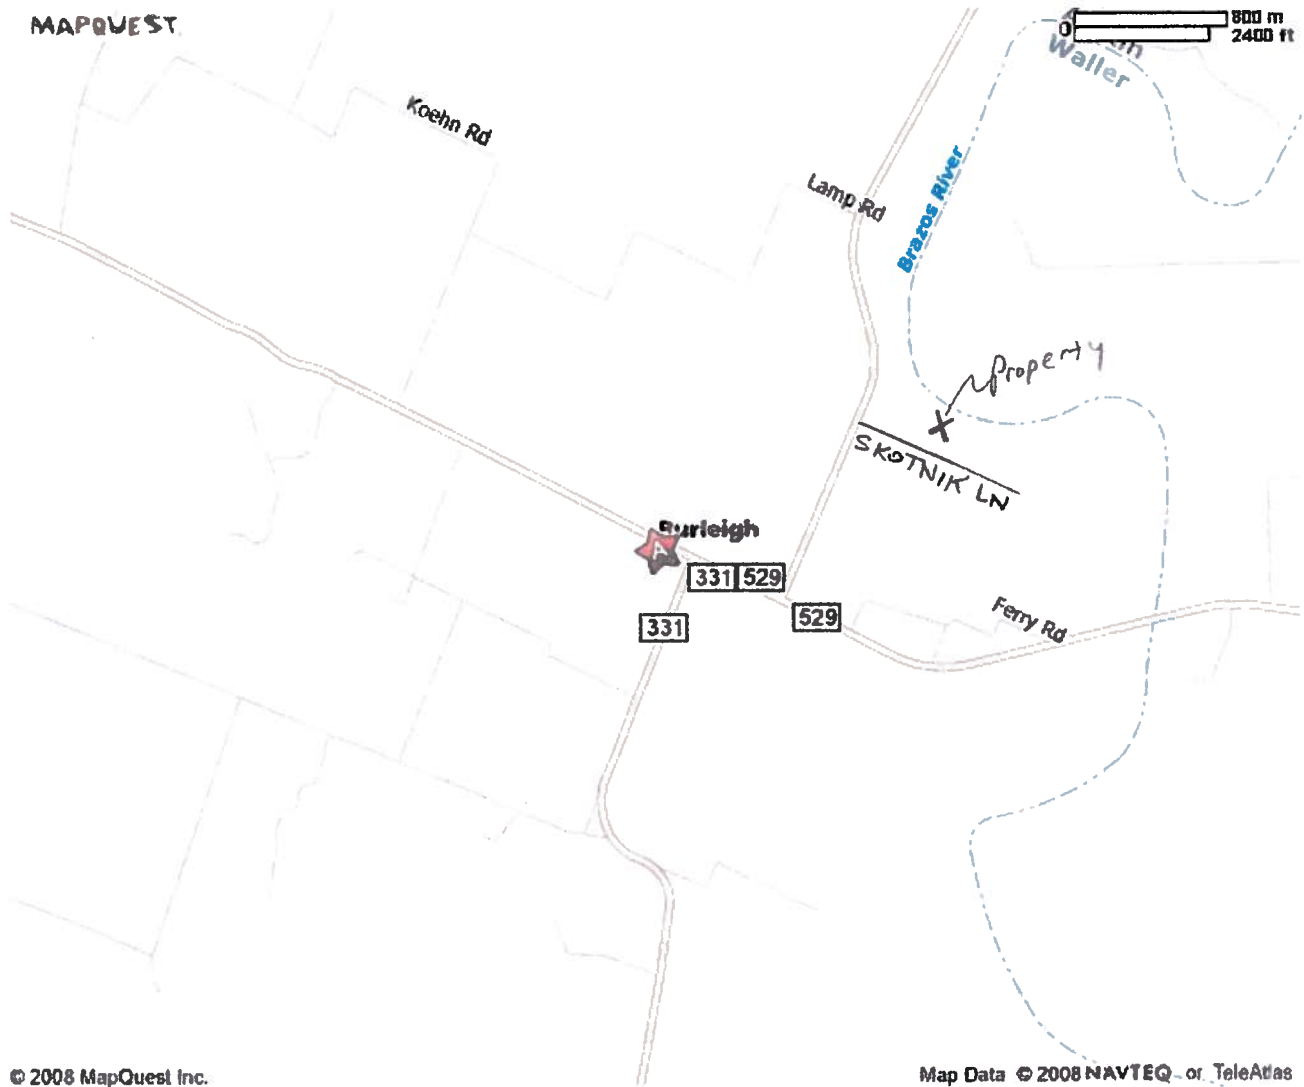 MAPQUEST
800 m
0
2400 ft
Waller
Koehn Rd
Lamp Rd
Brazos River
Property
X
SKOTNIK LN
Burleigh
A
331 529
529
331
Ferry Rd
© 2008 MapQuest Inc.
Map Data © 2008 NAVTEQ or TeleAtlas